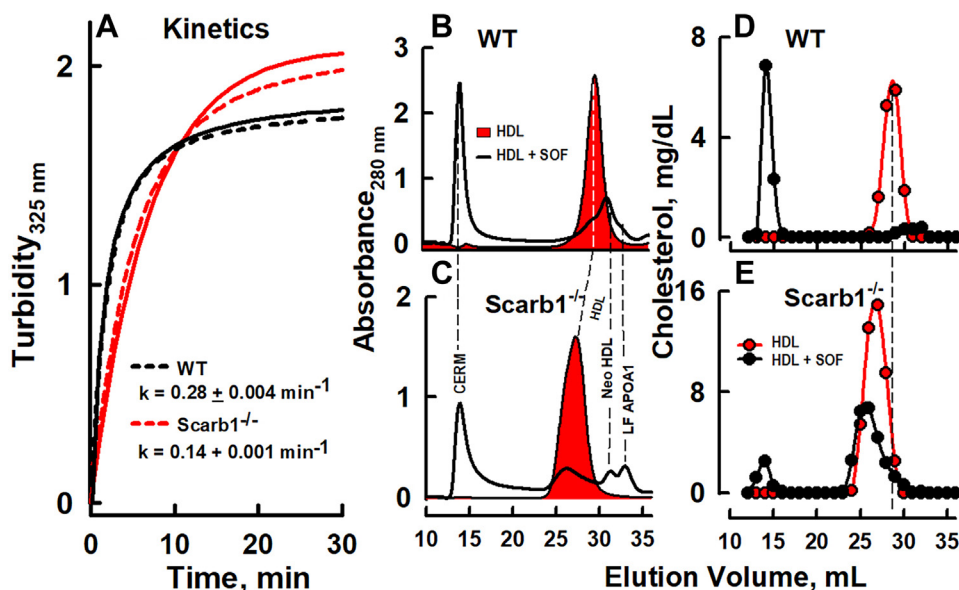 A
Kinetics
Turbidity325 nm
2
1
0
WT
k = 0.28 ± 0.004 min-1
Scarb1-/-
k = 0.14 + 0.001 min-1
0 10 20 30
Time, min
B
WT
Absorbance280 nm
3
2
1
0
HDL
HDL + SOF
C
Scarb1-/-
2
1
0
CERM
HDL
Neo HDL
LF APOA1
10 15 20 25 30 35
D
WT
Cholesterol, mg/dL
8
4
0
E
Scarb1-/-
16
8
0
HDL
HDL + SOF
10 15 20 25 30 35
Elution Volume, mL